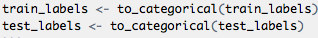 train_labels <- to_categorical(train_labels)
test_labels <- to_categorical(test_labels)